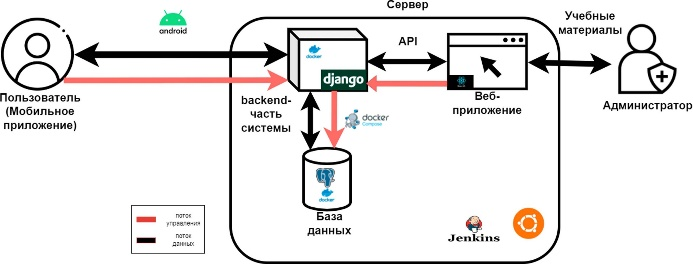 Сервер
android
API
Учебные
материалы
docker
django
Пользователь
(Мобильное
приложение)
backend-
часть
системы
Веб-
приложение
Администратор
docker
Compose
docker
База
данных
поток
управления
поток
данных
Jenkins